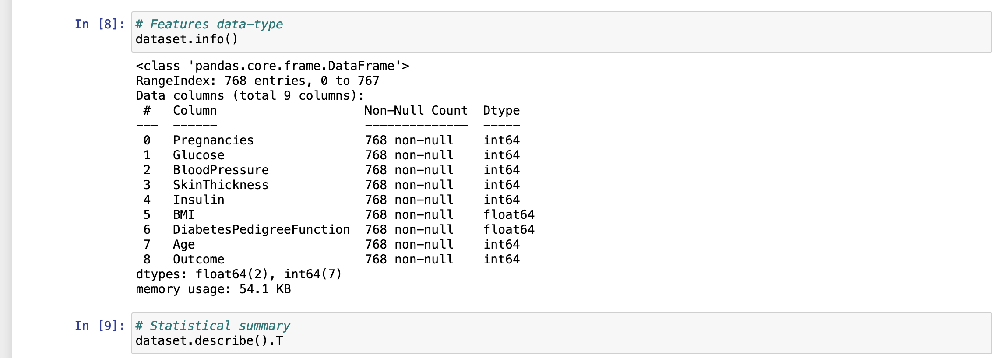 In [8]: # Features data-type
dataset.info()
<class 'pandas.core.frame.DataFrame'>
RangeIndex: 768 entries, 0 to 767
Data columns (total 9 columns):
 #   Column                    Non-Null Count  Dtype
---  ------                    --------------  -----
 0   Pregnancies               768 non-null    int64
 1   Glucose                   768 non-null    int64
 2   BloodPressure             768 non-null    int64
 3   SkinThickness             768 non-null    int64
 4   Insulin                   768 non-null    int64
 5   BMI                       768 non-null    float64
 6   DiabetesPedigreeFunction  768 non-null    float64
 7   Age                       768 non-null    int64
 8   Outcome                   768 non-null    int64
dtypes: float64(2), int64(7)
memory usage: 54.1 KB
In [9]: # Statistical summary
dataset.describe().T